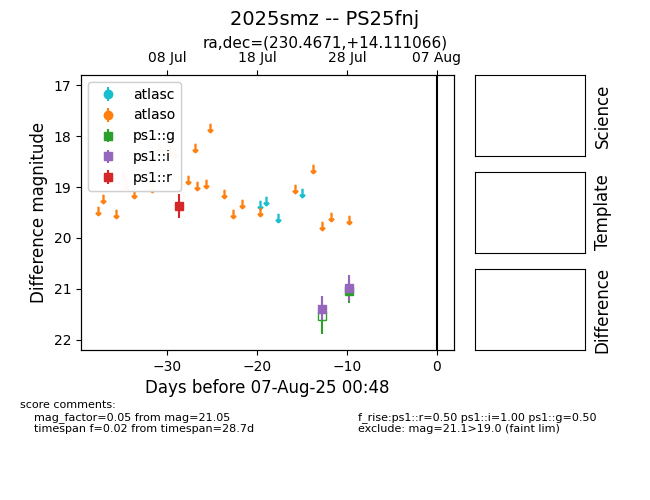 2025smz -- PS25fnj
ra,dec=(230.4671,+14.111066)
08 Jul
18 Jul
28 Jul
07 Aug
17
18
19
20
21
22
Difference magnitude
atlasc
atlaso
ps1::g
ps1::i
ps1::r
−30
−20
−10
0
Days before 07-Aug-25 00:48
Science
Template
Difference
score comments:
mag_factor=0.05 from mag=21.05
timespan f=0.02 from timespan=28.7d
f_rise:ps1::r=0.50 ps1::i=1.00 ps1::g=0.50
exclude: mag=21.1>19.0 (faint lim)